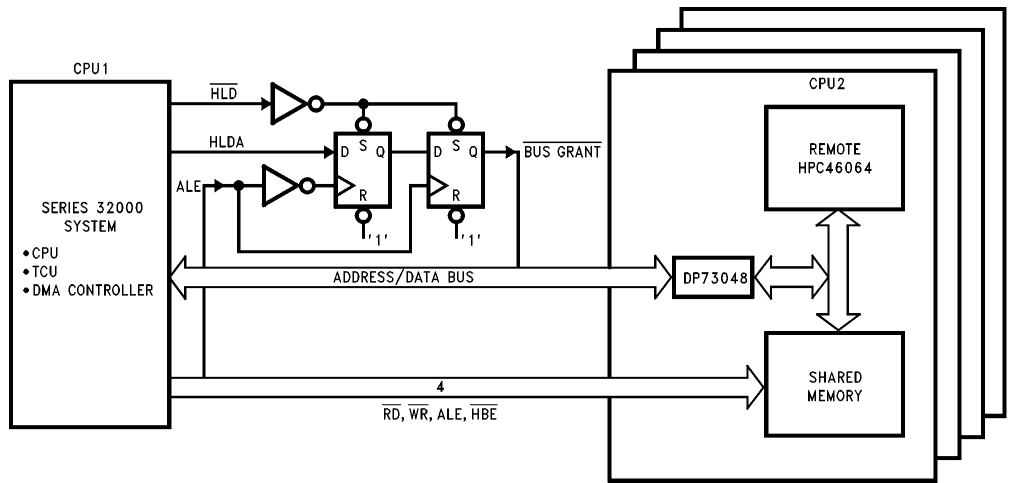 CPU1
CPU2
HLD
HLDA
ALE
S
D Q
R
'1'
S
D Q
R
'1'
BUS GRANT
REMOTE
HPC46064
SERIES 32000
SYSTEM
• CPU
• TCU
• DMA CONTROLLER
ADDRESS/DATA BUS
DP73048
4
RD, WR, ALE, HBE
SHARED
MEMORY